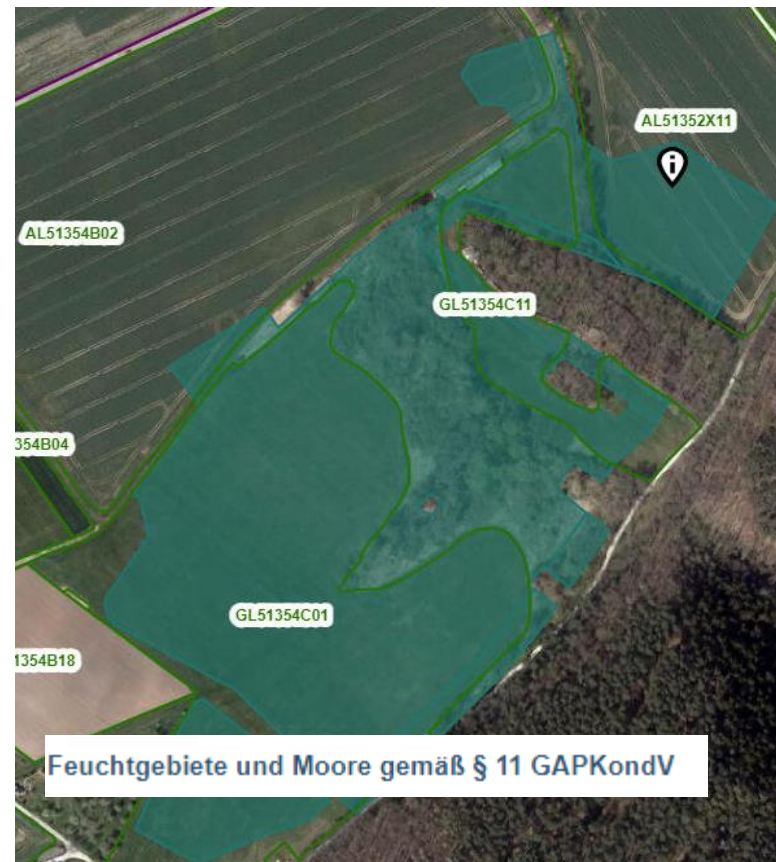 AL51352X11
AL51354B02
GL51354C11
354B04
GL51354C01
1354B18
Feuchtgebiete und Moore gemäß § 11 GAPKondV